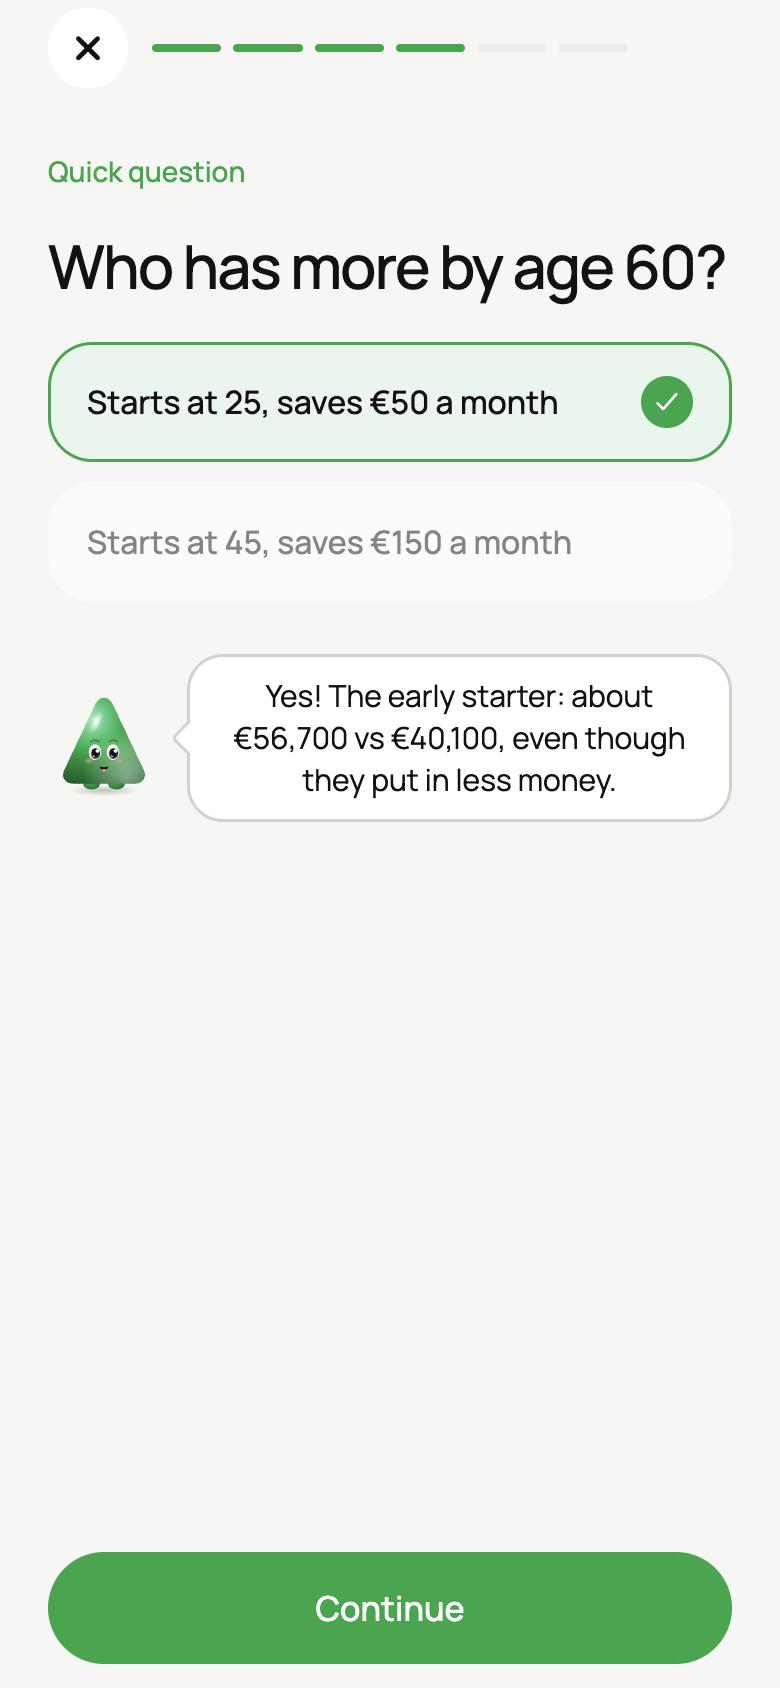 Quick question
Who has more by age 60?
Starts at 25, saves €50 a month
Starts at 45, saves €150 a month
Yes! The early starter: about
€56,700 vs €40,100, even though
they put in less money.
Continue